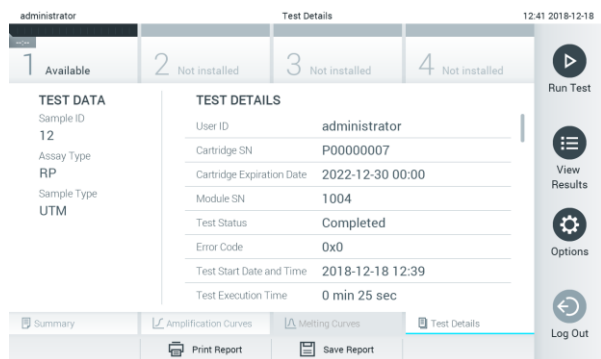 administrator Test Details 12:41 2018-12-18
1 Available 2 Not installed 3 Not installed 4 Not installed
Run Test
TEST DATA
Sample ID
12
Assay Type
RP
Sample Type
UTM
TEST DETAILS
User ID administrator
Cartridge SN P00000007
Cartridge Expiration Date 2022-12-30 00:00
Module SN 1004
Test Status Completed
Error Code 0x0
Test Start Date and Time 2018-12-18 12:39
Test Execution Time 0 min 25 sec
View
Results
Options
Log Out
Summary Amplification Curves Melting Curves Test Details
Print Report Save Report